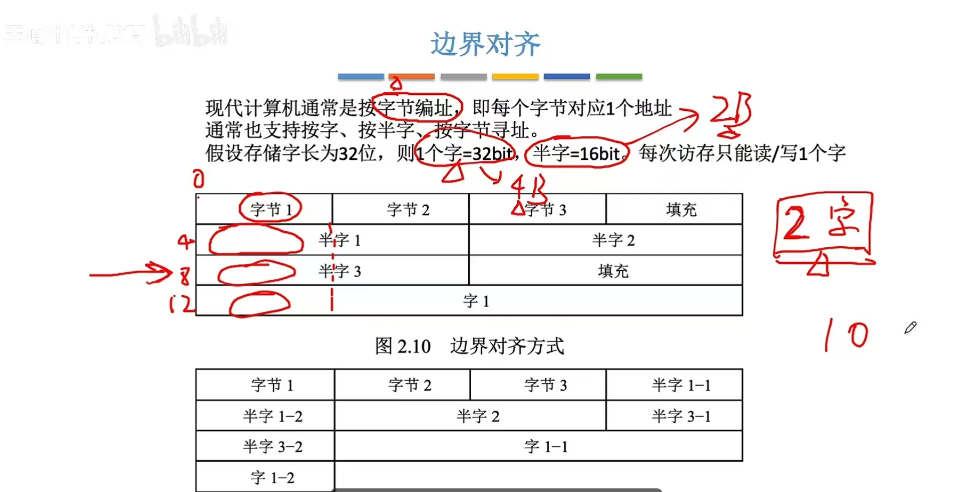 bilibili
边界对齐
现代计算机通常是按字节编址，即每个字节对应1个地址
2B
通常也支持按字、按半字、按字节寻址。
假设存储字长为32位，则1个字=32bit，半字=16bit。每次访存只能读/写1个字
0
4B
字节 1 字节 2 字节 3 填充
2 字
4 半字 1 半字 2
8 半字 3 填充
12 字 1
10
图 2.10 边界对齐方式
字节 1 字节 2 字节 3 半字 1-1
半字 1-2 半字 2 半字 3-1
半字 3-2 字 1-1
字 1-2